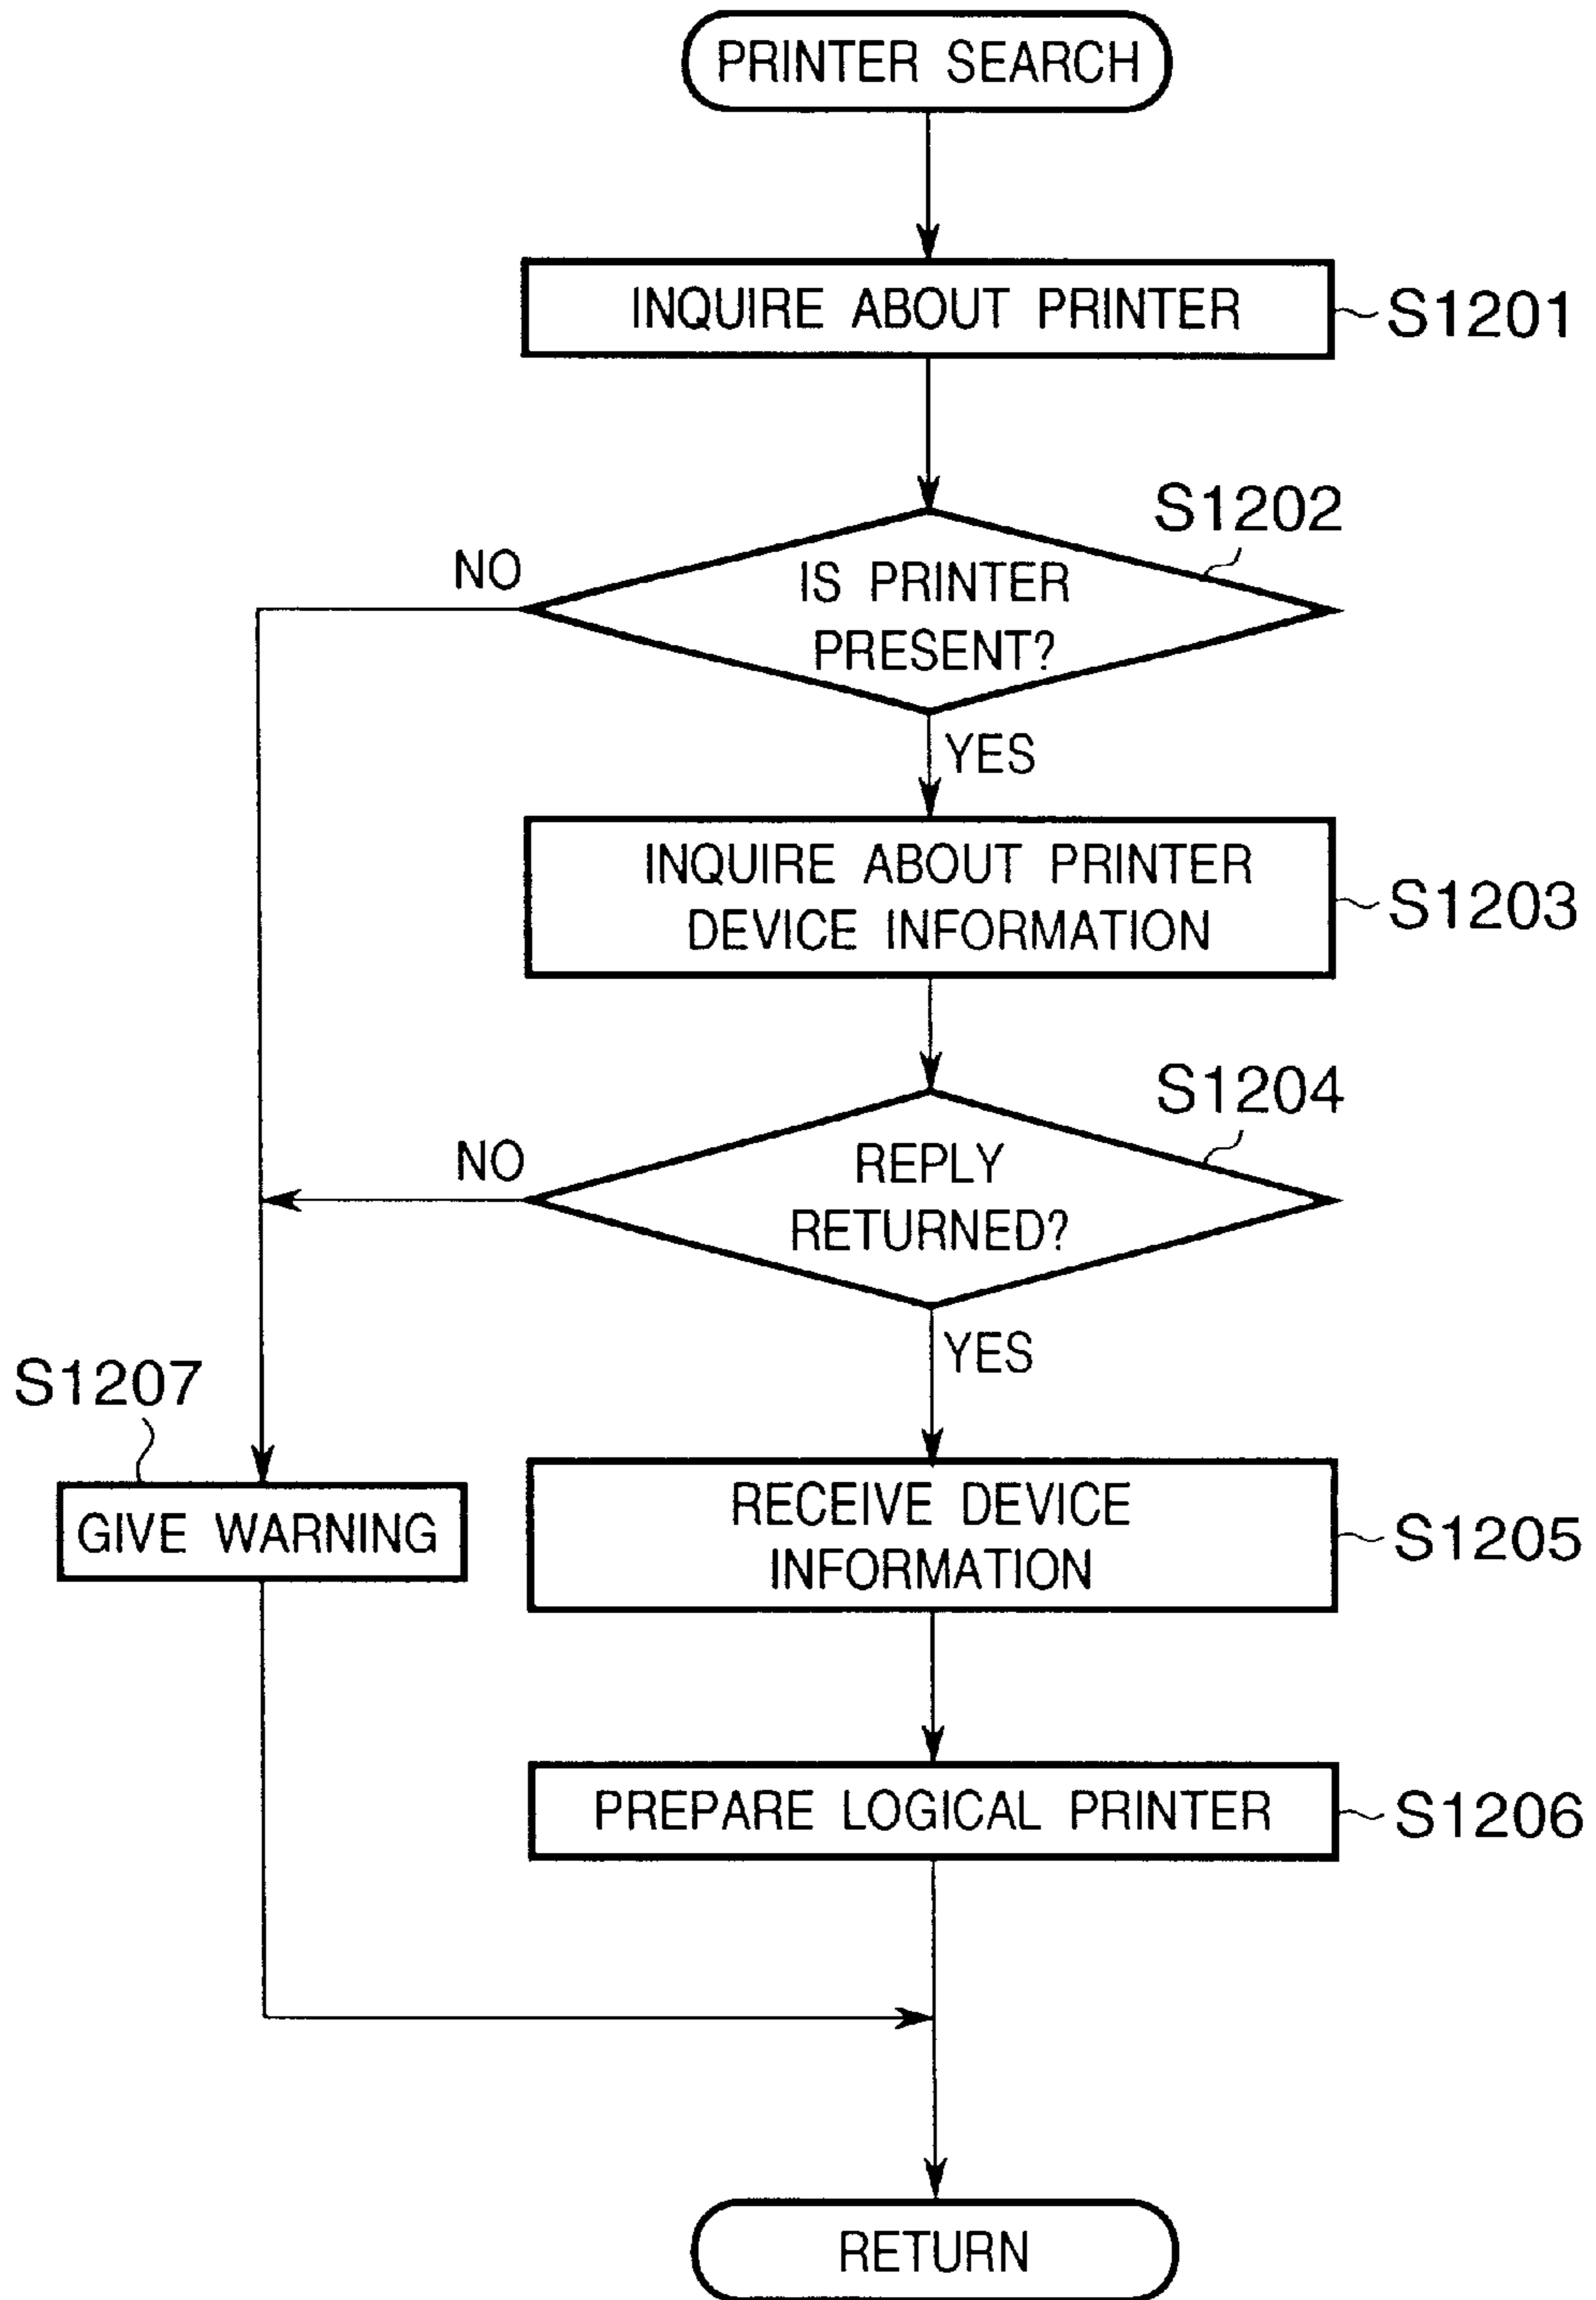 PRINTER SEARCH
INQUIRE ABOUT PRINTER
S1201
S1202
NO
IS PRINTER
PRESENT?
YES
INQUIRE ABOUT PRINTER
DEVICE INFORMATION
S1203
S1204
NO
REPLY
RETURNED?
YES
S1207
GIVE WARNING
RECEIVE DEVICE
INFORMATION
S1205
PREPARE LOGICAL PRINTER
S1206
RETURN